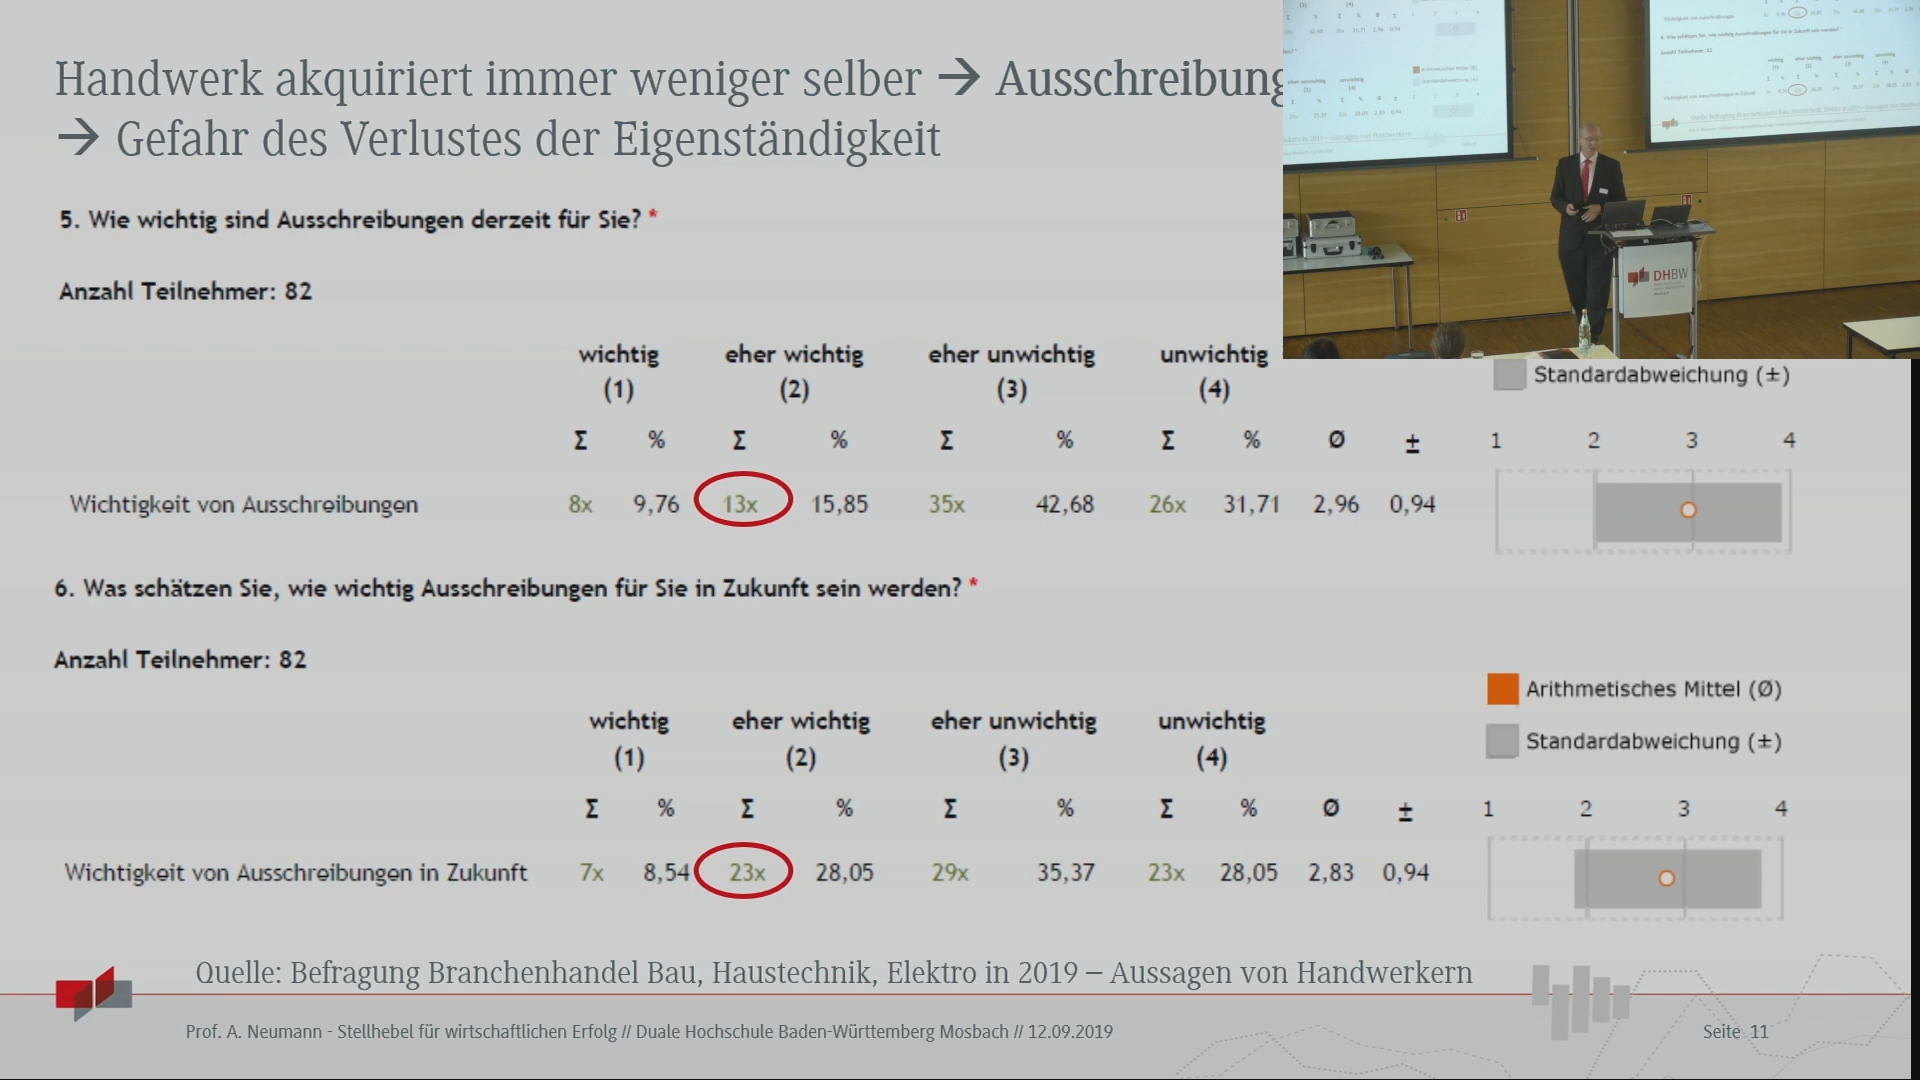 Handwerk akquiriert immer weniger selber → Ausschreibung
→ Gefahr des Verlustes der Eigenständigkeit
5. Wie wichtig sind Ausschreibungen derzeit für Sie? *
Anzahl Teilnehmer: 82
wichtig eher wichtig eher unwichtig unwichtig
(1) (2) (3) (4)
Standardabweichung (±)
Σ % Σ % Σ % Σ % Ø ± 1 2 3 4
Wichtigkeit von Ausschreibungen 8x 9,76 13x 15,85 35x 42,68 26x 31,71 2,96 0,94
6. Was schätzen Sie, wie wichtig Ausschreibungen für Sie in Zukunft sein werden? *
Anzahl Teilnehmer: 82
Arithmetisches Mittel (Ø)
wichtig eher wichtig eher unwichtig unwichtig
Standardabweichung (±)
(1) (2) (3) (4)
Σ % Σ % Σ % Σ % Ø ± 1 2 3 4
Wichtigkeit von Ausschreibungen in Zukunft 7x 8,54 23x 28,05 29x 35,37 23x 28,05 2,83 0,94
Quelle: Befragung Branchenhandel Bau, Haustechnik, Elektro in 2019 – Aussagen von Handwerkern
Prof. A. Neumann - Stellhebel für wirtschaftlichen Erfolg // Duale Hochschule Baden-Württemberg Mosbach // 12.09.2019
Seite 11
DHBW